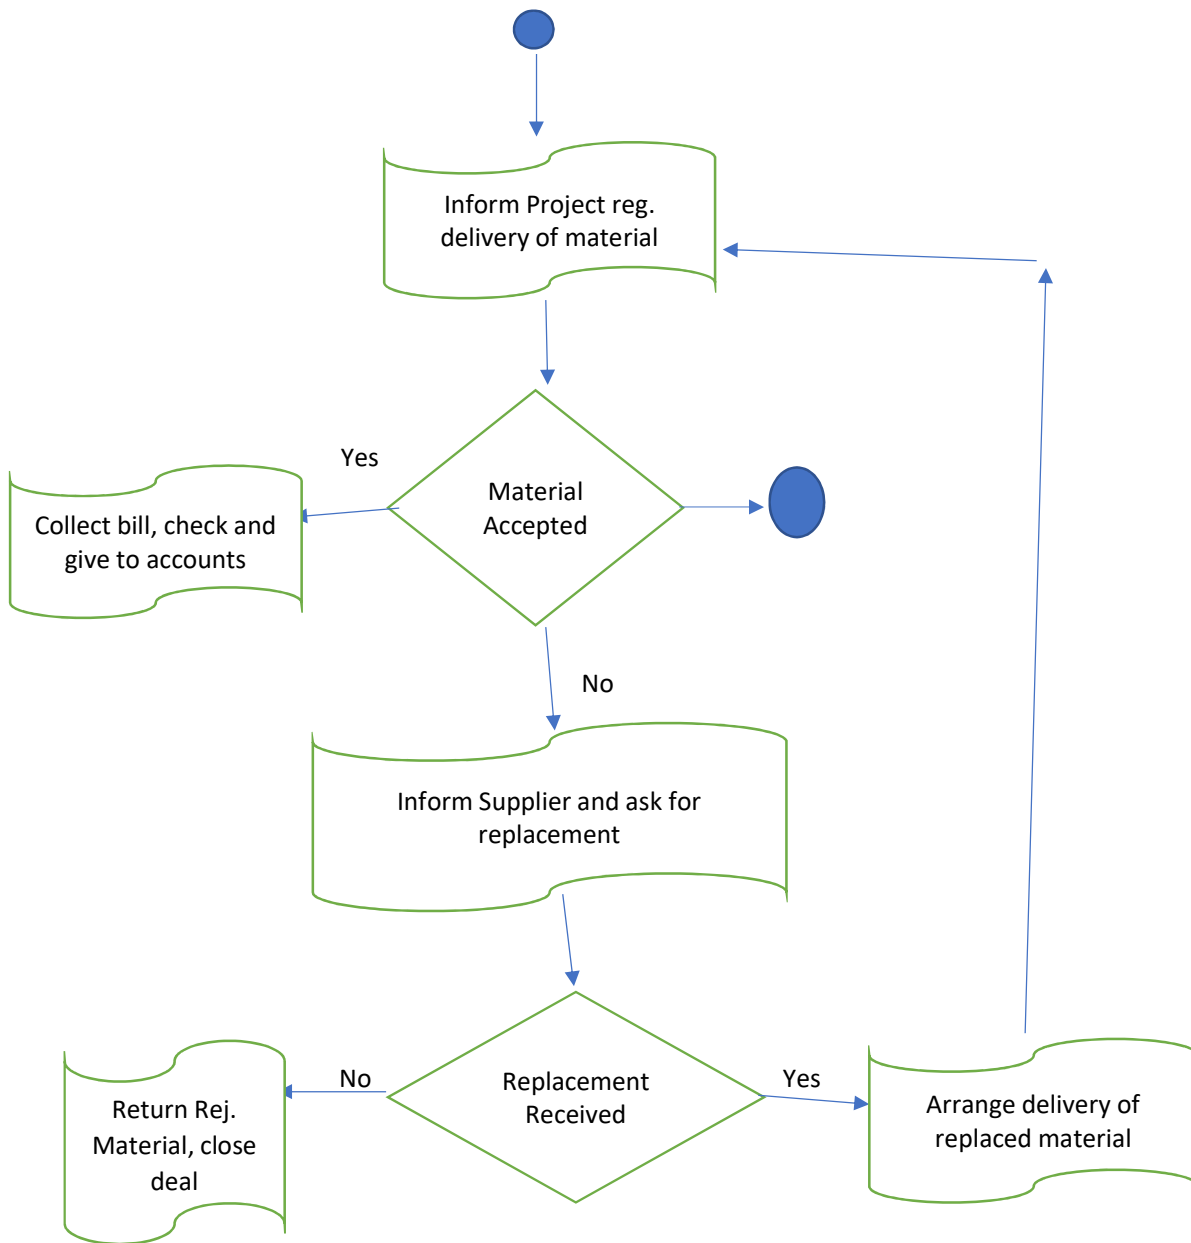 Inform Project reg.
delivery of material
Yes
Material
Accepted
Collect bill, check and
give to accounts
No
Inform Supplier and ask for
replacement
No
Replacement
Received
Yes
Return Rej.
Material, close
deal
Arrange delivery of
replaced material